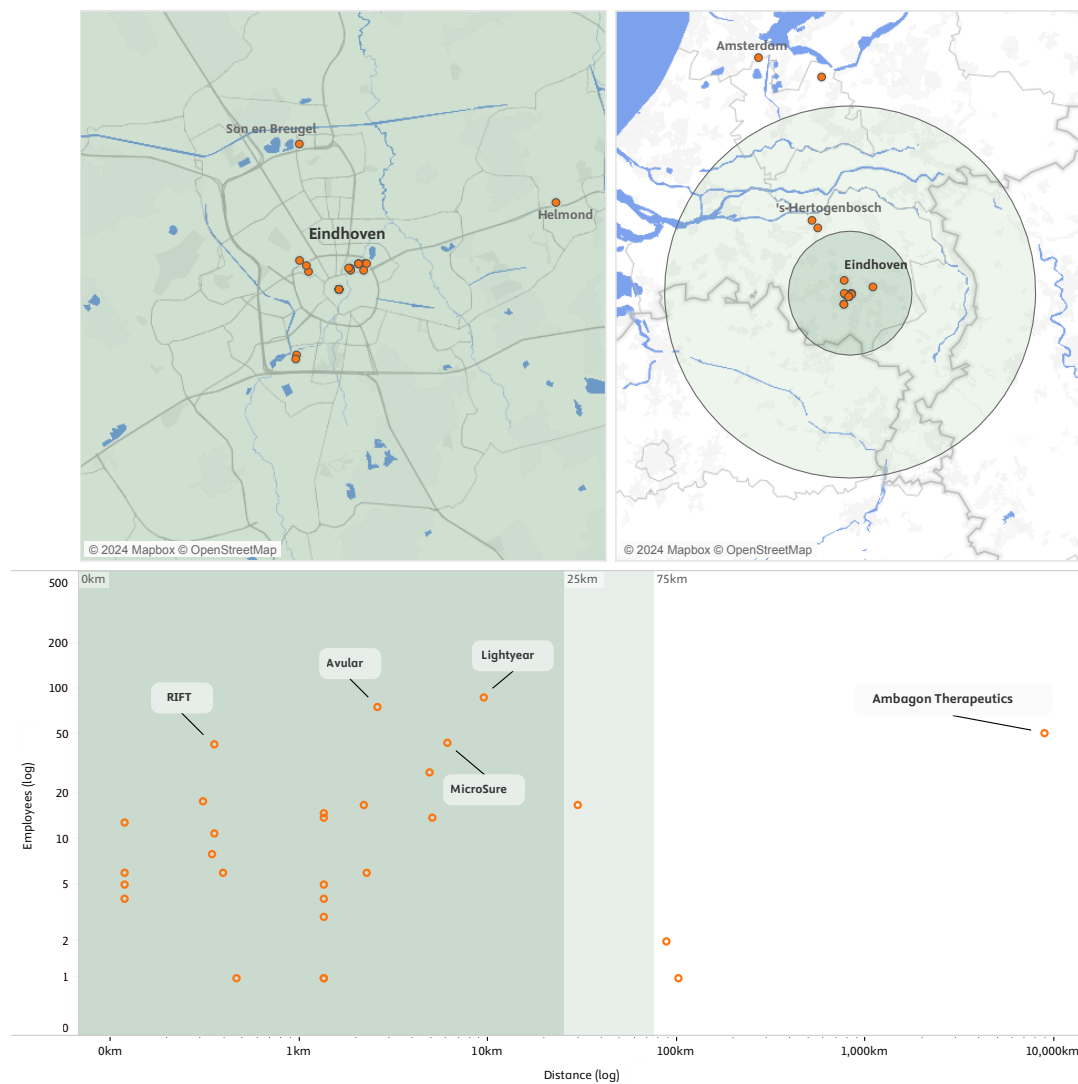 Son en Breugel
Helmond
Eindhoven
© 2024 Mapbox © OpenStreetMap
Amsterdam
's-Hertogenbosch
Eindhoven
© 2024 Mapbox © OpenStreetMap
0km
25km
75km
500
200
100
50
20
10
5
2
1
0
Employees (log)
RIFT
Avular
Lightyear
MicroSure
Ambagon Therapeutics
0km
1km
10km
100km
1,000km
10,000km
Distance (log)